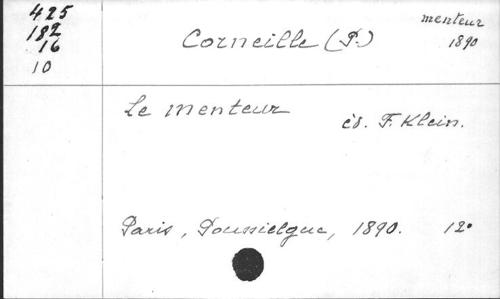 425
182
16
10
Corneille (P.)
menteur
1890
Le menteur
éd. F. Klein.
Paris, Poussielgue, 1890. 12°